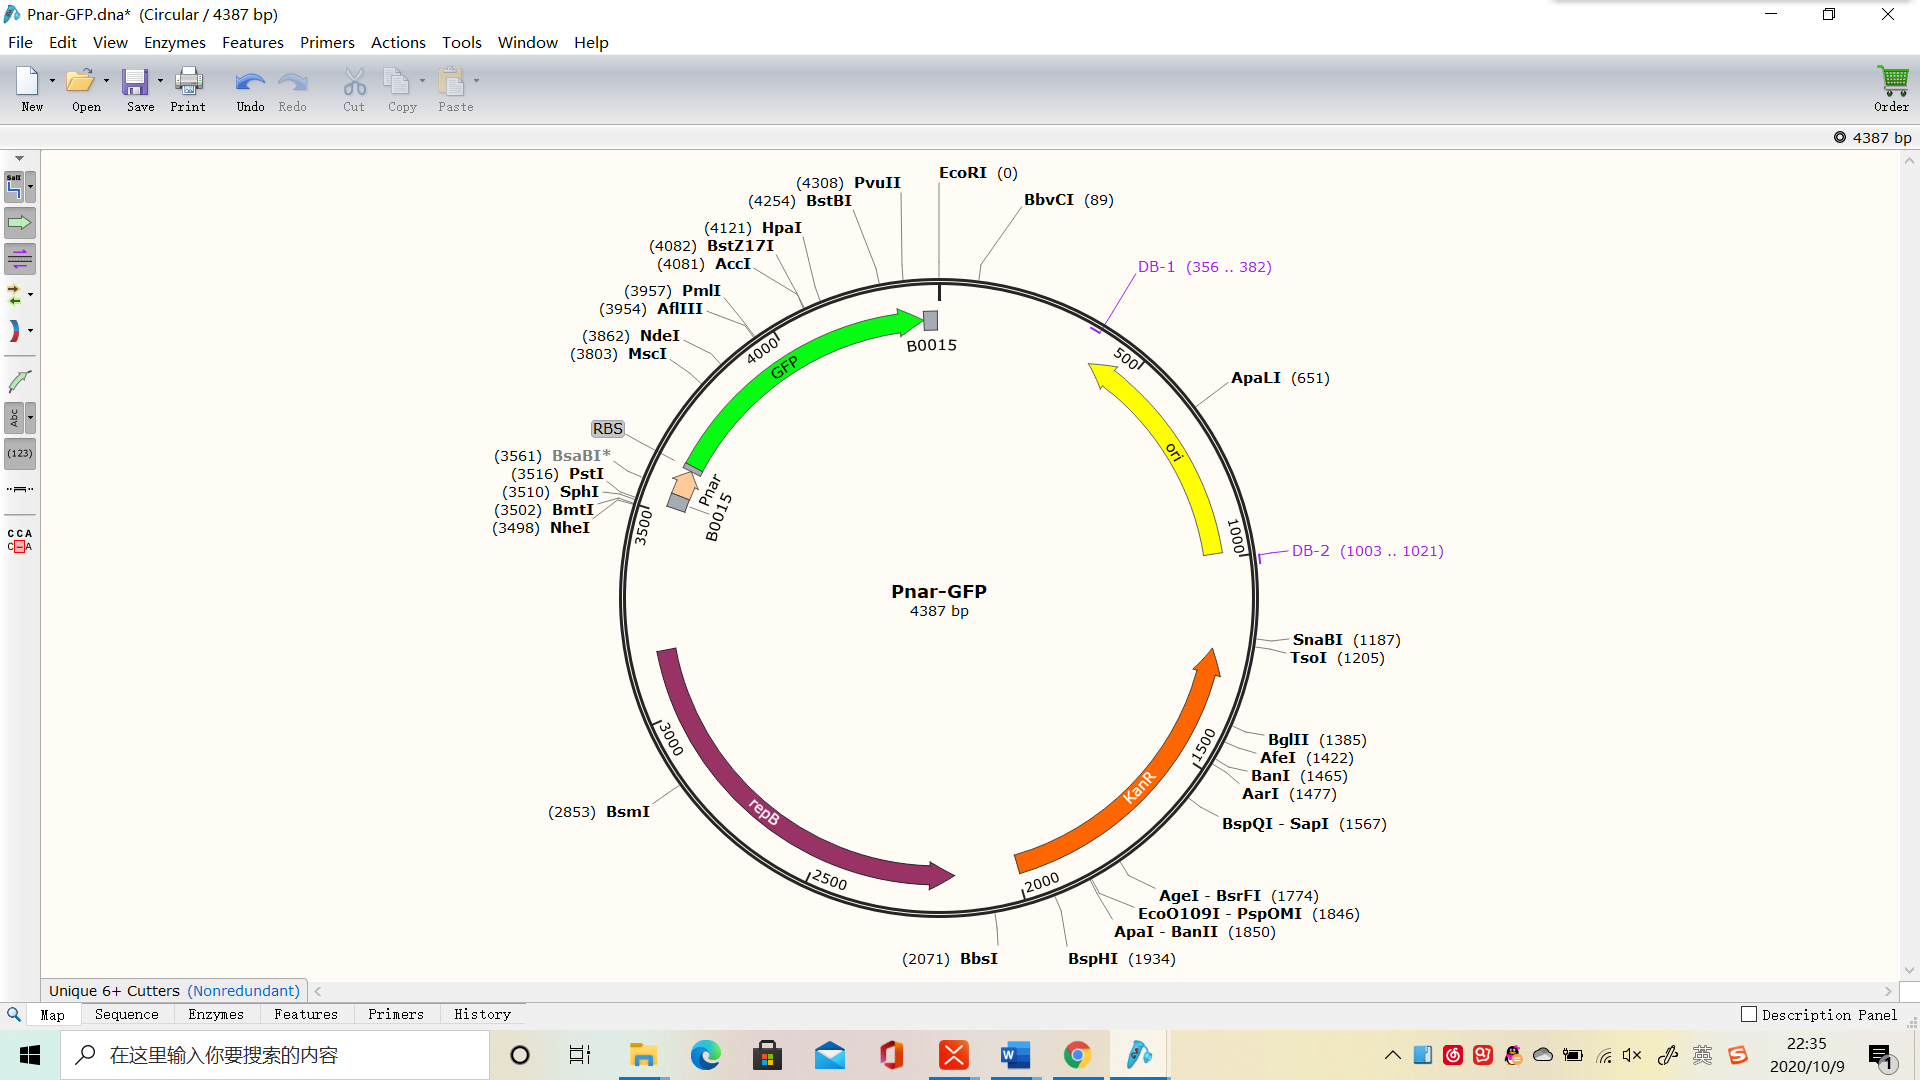 Pnar-GFP.dna* (Circular / 4387 bp)
File Edit View Enzymes Features Primers Actions Tools Window Help
New Open Save Print Undo Redo Cut Copy Paste Order
4387 bp
SalI
Abc
(123)
C C A
C – A
EcoRI (0)
BbvCI (89)
DB-1 (356 .. 382)
ApaLI (651)
DB-2 (1003 .. 1021)
SnaBI (1187)
TsoI (1205)
BglII (1385)
AfeI (1422)
BanI (1465)
AarI (1477)
BspQI - SapI (1567)
AgeI - BsrFI (1774)
EcoO109I - PspOMI (1846)
ApaI - BanII (1850)
BspHI (1934)
(2071) BbsI
(2853) BsmI
(3498) NheI
(3502) BmtI
(3510) SphI
(3516) PstI
(3561) BsaBI*
RBS
(3803) MscI
(3862) NdeI
(3954) AflIII
(3957) PmlI
(4081) AccI
(4082) BstZ17I
(4121) HpaI
(4254) BstBI
(4308) PvuII
500
1000
1500
2000
2500
3000
3500
4000
GFP
B0015
ori
KanR
repB
Pnar
B0015
Pnar-GFP
4387 bp
Unique 6+ Cutters (Nonredundant)
Map Sequence Enzymes Features Primers History Description Panel
在这里输入你要搜索的内容
英
22:35
2020/10/9
1